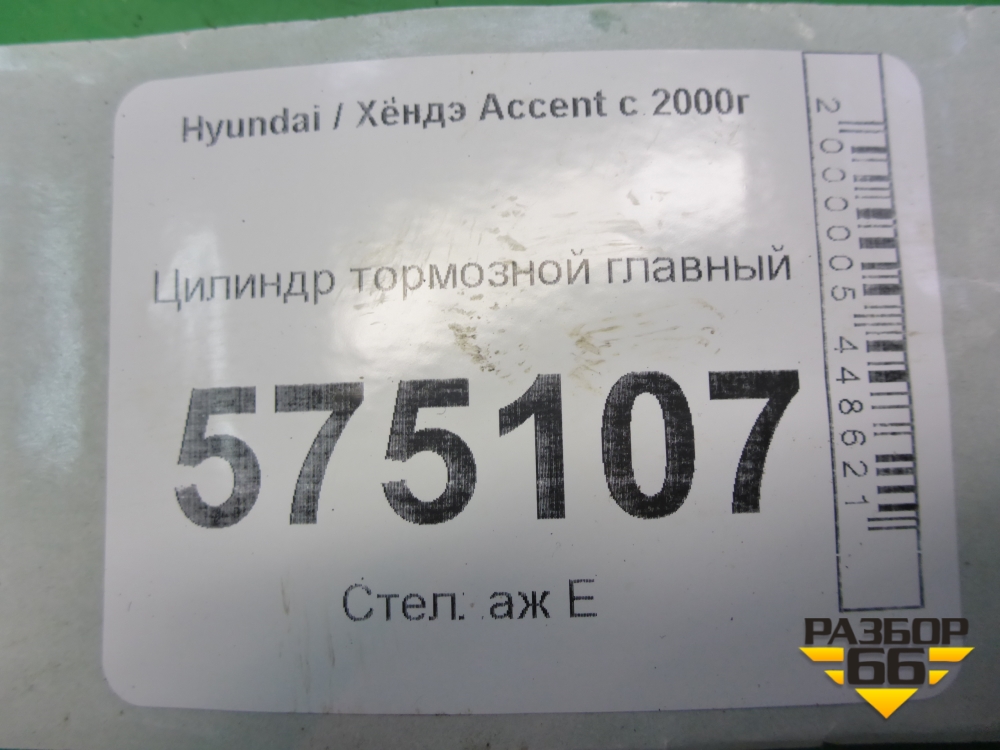 Hyundai / Хёндэ Accent с 2000г
Цилиндр тормозной главный
575107
Стел. аж Е
2000005448621
РАЗБОР
66